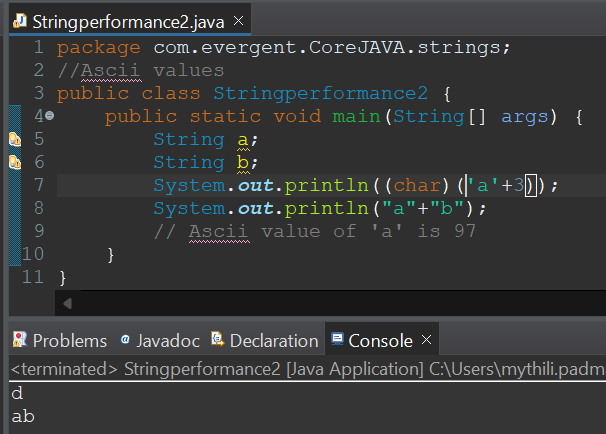 Stringperformance2.java
1 package com.evergent.CoreJAVA.strings;
2 //Ascii values
3 public class Stringperformance2 {
4 public static void main(String[] args) {
5 String a;
6 String b;
7 System.out.println((char)('a'+3));
8 System.out.println("a"+"b");
9 // Ascii value of 'a' is 97
10 }
11 }
Problems Javadoc Declaration Console
<terminated> Stringperformance2 [Java Application] C:\Users\mythili.padm
d
ab